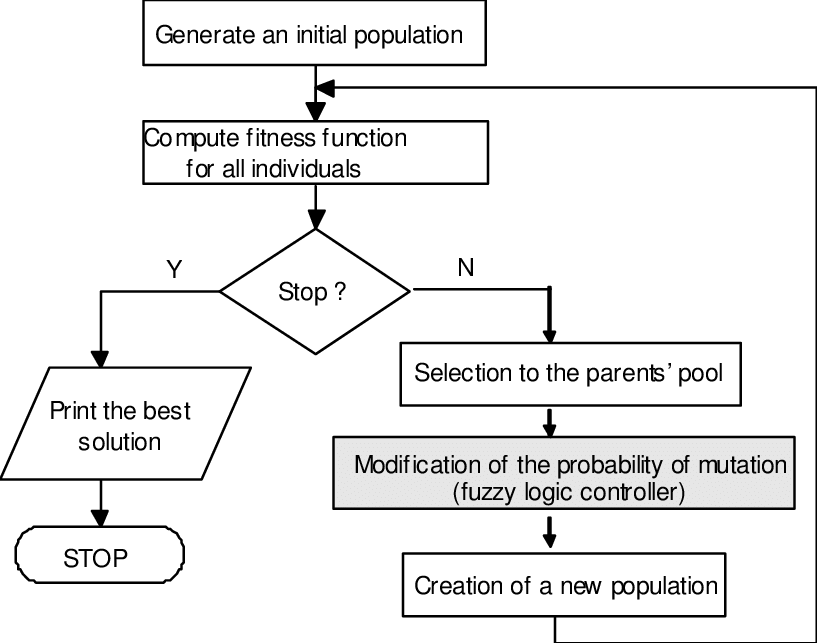 Generate an initial population
Compute fitness function
for all individuals
Stop ?
Y
N
Selection to the parents' pool
Print the best
solution
Modification of the probability of mutation
(fuzzy logic controller)
STOP
Creation of a new population